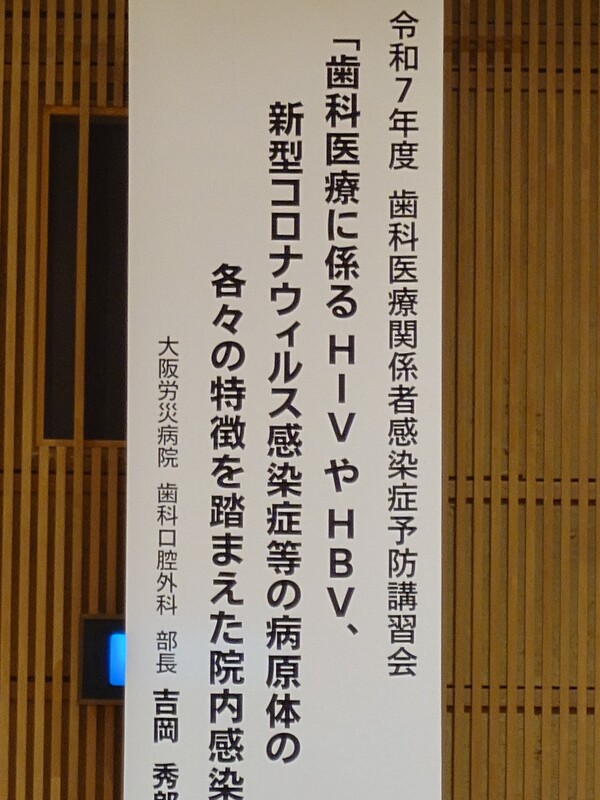 令和7年度 歯科医療関係者感染症予防講習会
「歯科医療に係るHIVやHBV、
新型コロナウィルス感染症等の病原体の
各々の特徴を踏まえた院内感染
大阪労災病院 歯科口腔外科 部長 吉岡 秀郎